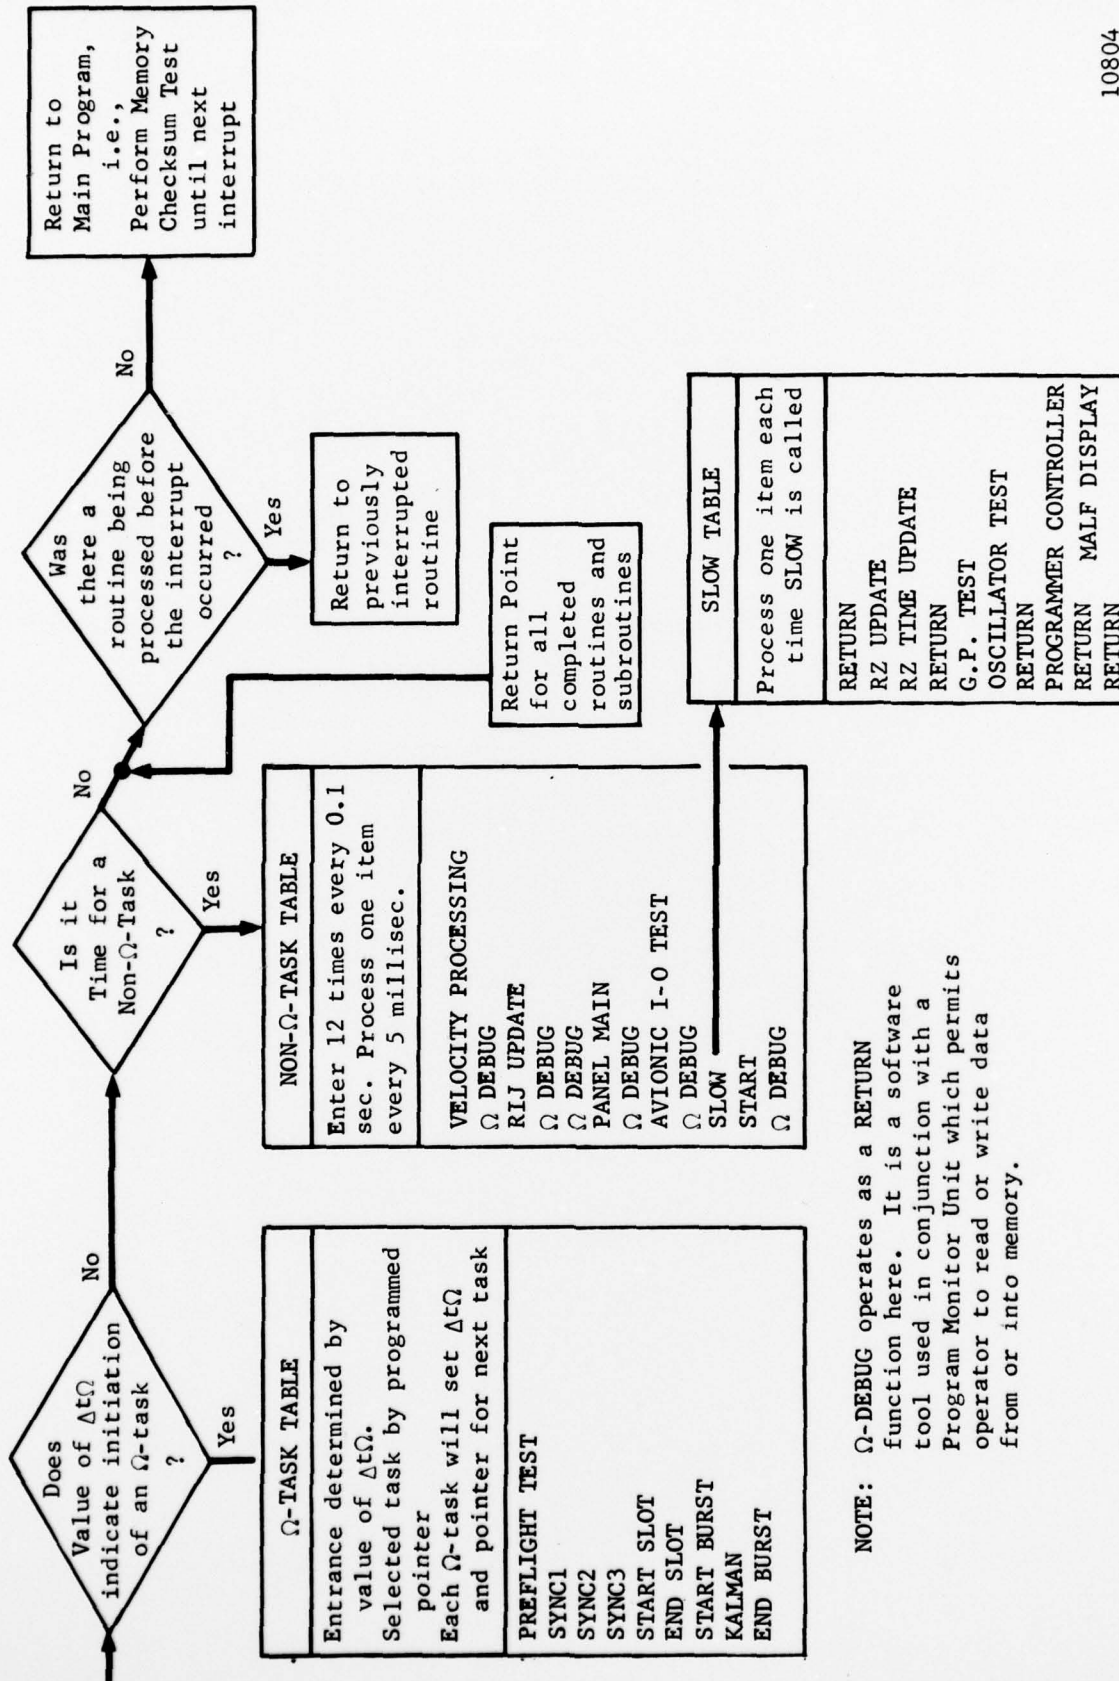 Does
Value of ΔtΩ
indicate initiation
of an Ω-task
?
No
Yes
Is it
Time for a
Non-Ω-Task
?
No
Yes
Was
there a
routine being
processed before
the interrupt
occurred
?
No
Yes
Return to
Main Program,
i.e.,
Perform Memory
Checksum Test
until next
interrupt
Return to
previously
interrupted
routine
Return Point
for all
completed
routines and
subroutines
Ω-TASK TABLE
Entrance determined by
value of ΔtΩ.
Selected task by programmed
pointer
Each Ω-task will set ΔtΩ
and pointer for next task
PREFLIGHT TEST
SYNC1
SYNC2
SYNC3
START SLOT
END SLOT
START BURST
KALMAN
END BURST
NON-Ω-TASK TABLE
Enter 12 times every 0.1
sec. Process one item
every 5 millisec.
VELOCITY PROCESSING
Ω DEBUG
RIJ UPDATE
Ω DEBUG
Ω DEBUG
PANEL MAIN
Ω DEBUG
AVIONIC I-O TEST
Ω DEBUG
SLOW
START
Ω DEBUG
SLOW TABLE
Process one item each
time SLOW is called
RETURN
RZ UPDATE
RZ TIME UPDATE
RETURN
G.P. TEST
OSCILATOR TEST
RETURN
PROGRAMMER CONTROLLER
RETURN MALF DISPLAY
RETURN
NOTE: Ω-DEBUG operates as a RETURN
function here. It is a software
tool used in conjunction with a
Program Monitor Unit which permits
operator to read or write data
from or into memory.
10804